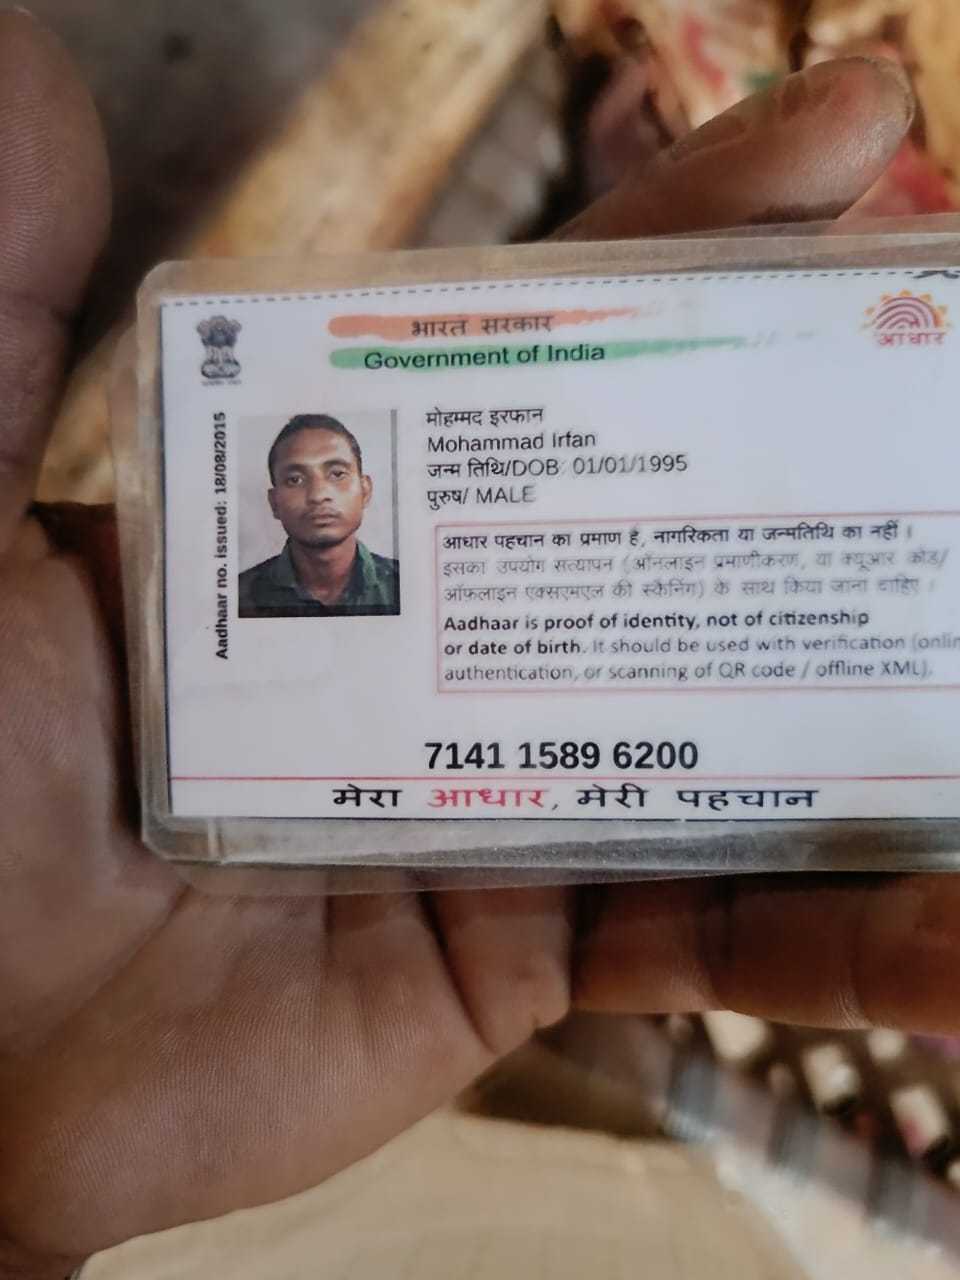 भारत सरकार
Government of India
आधार
Aadhaar no. issued: 18/08/2015
मोहम्मद इरफान
Mohammad Irfan
जन्म तिथि/DOB: 01/01/1995
पुरुष/ MALE
आधार पहचान का प्रमाण है, नागरिकता या जन्मतिथि का नहीं ।
इसका उपयोग सत्यापन (ऑनलाइन प्रमाणीकरण, या क्यूआर कोड/
ऑफ़लाइन एक्सएमएल की स्कैनिंग) के साथ किया जाना चाहिए ।
Aadhaar is proof of identity, not of citizenship
or date of birth. It should be used with verification (onlin
authentication, or scanning of QR code / offline XML).
7141 1589 6200
मेरा आधार, मेरी पहचान